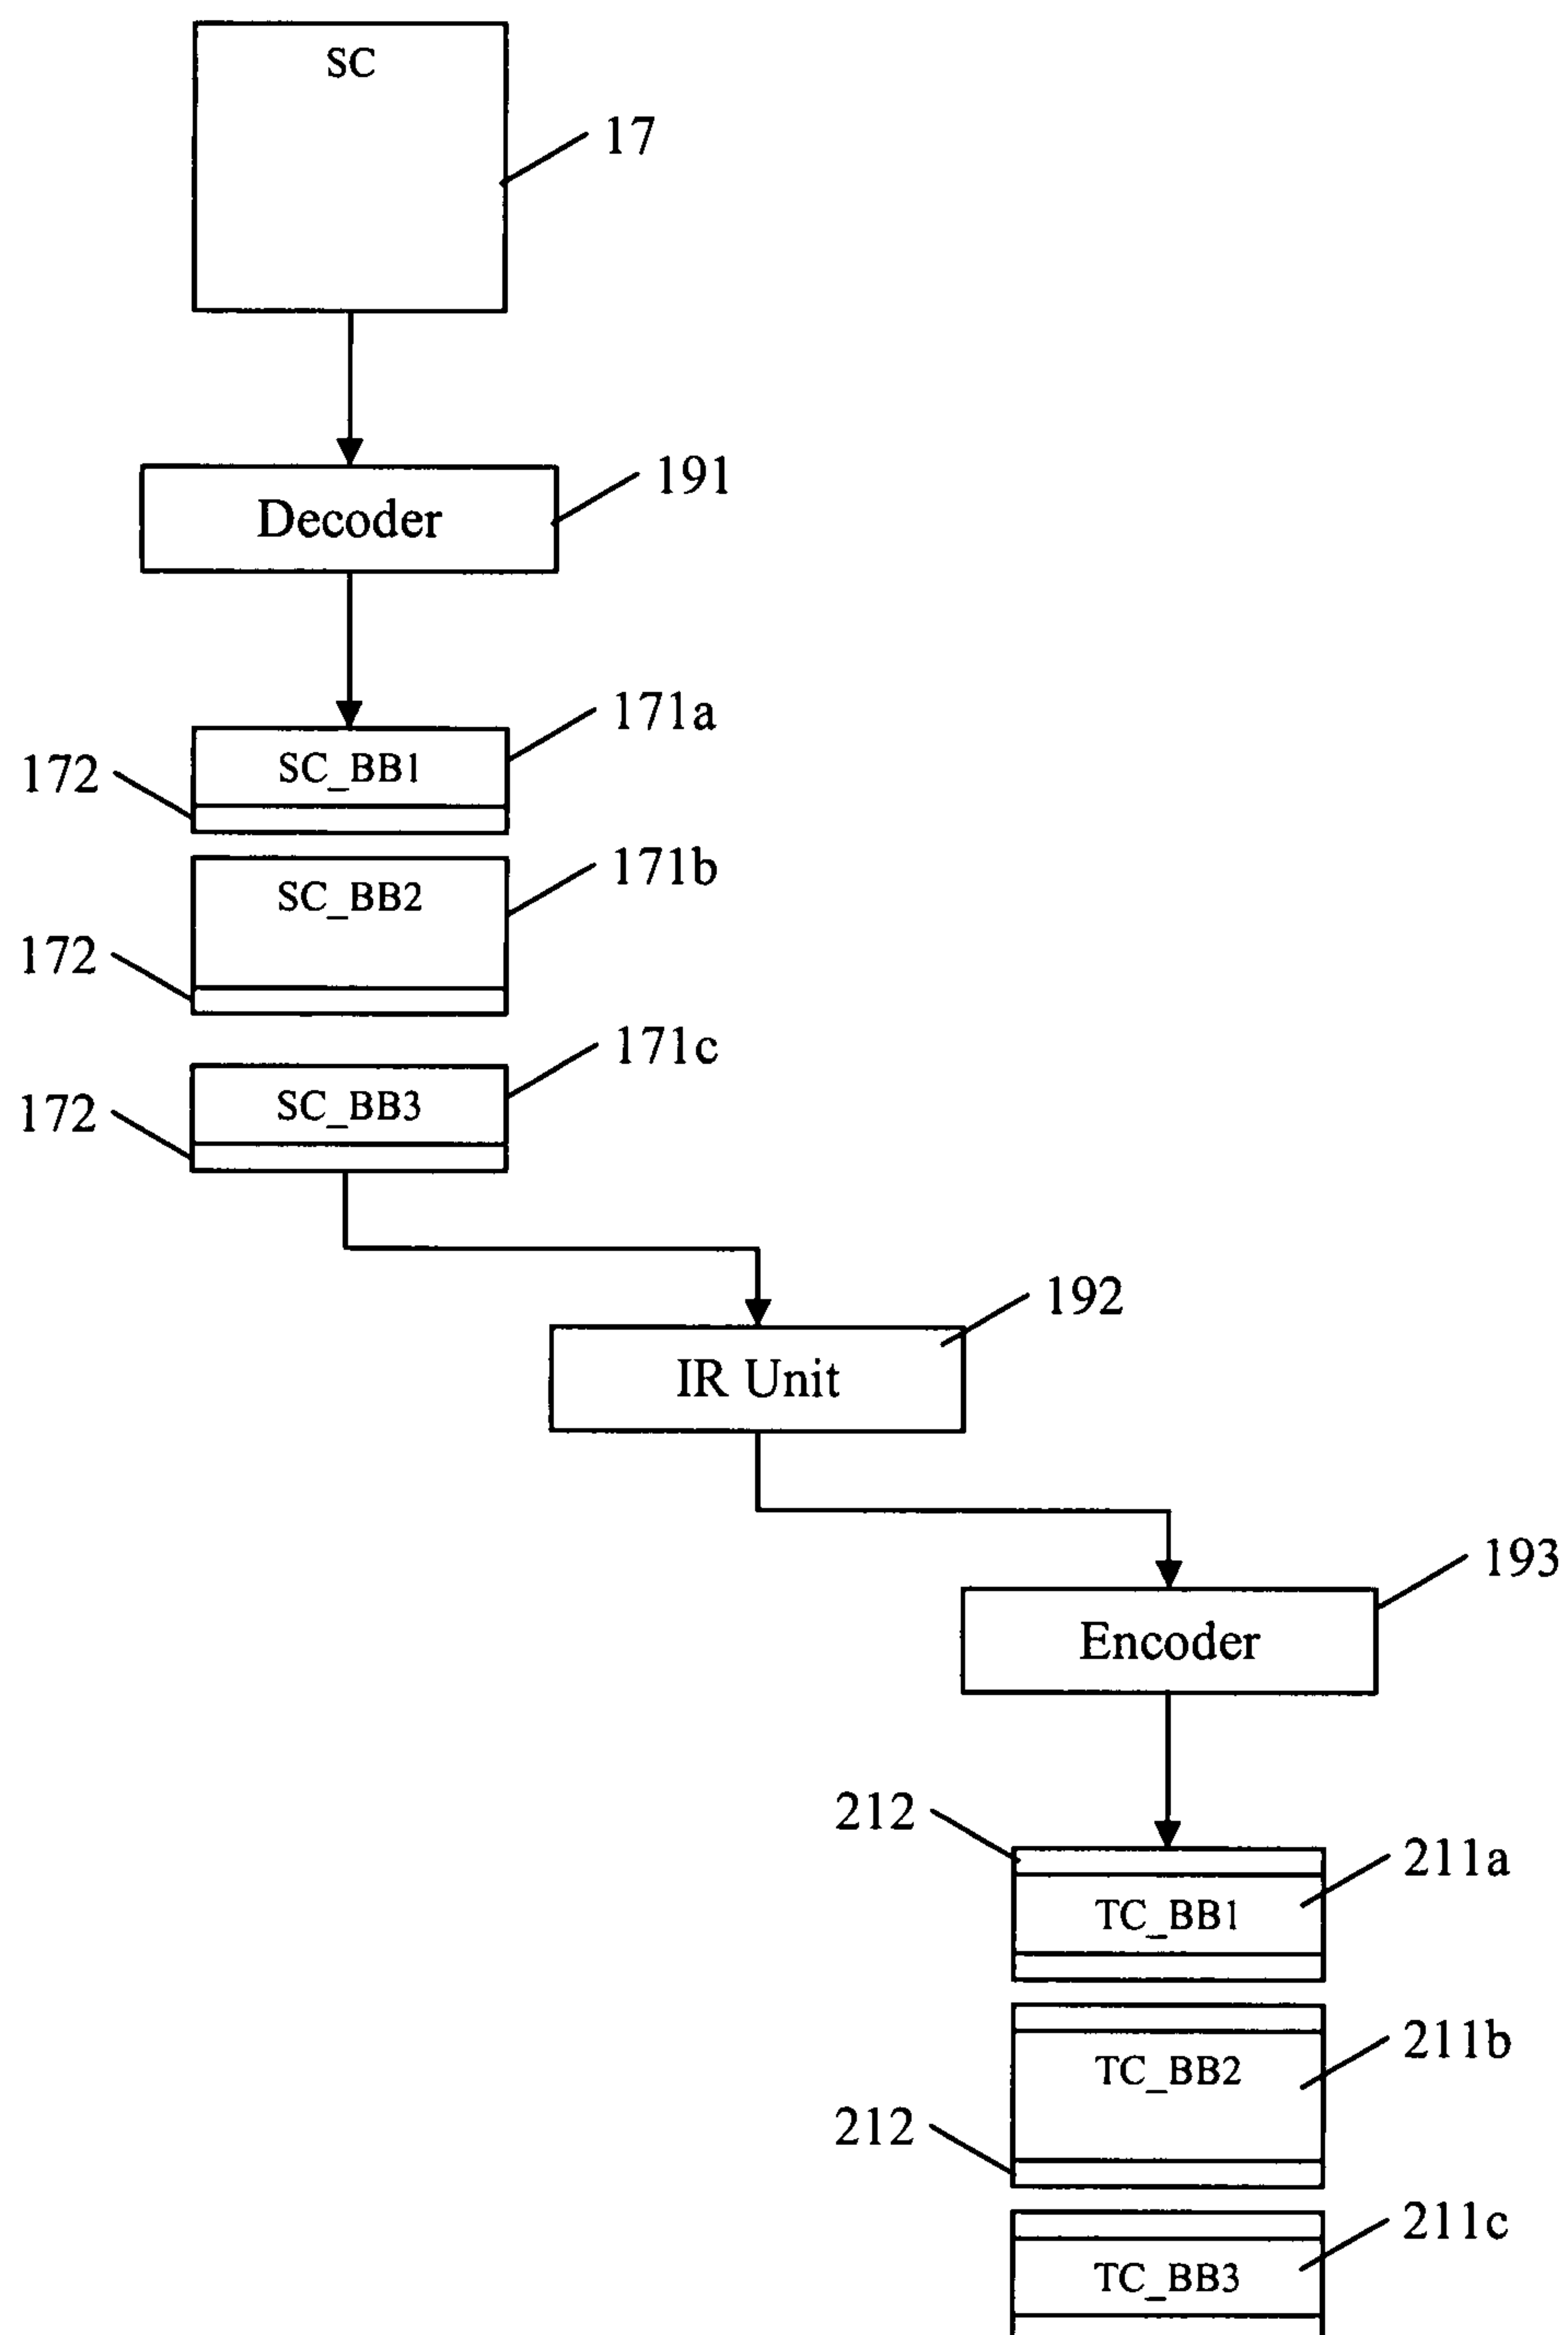 SC
17
191
Decoder
171a
SC_BB1
172
171b
SC_BB2
172
171c
SC_BB3
172
192
IR Unit
193
Encoder
212
211a
TC_BB1
211b
TC_BB2
212
211c
TC_BB3